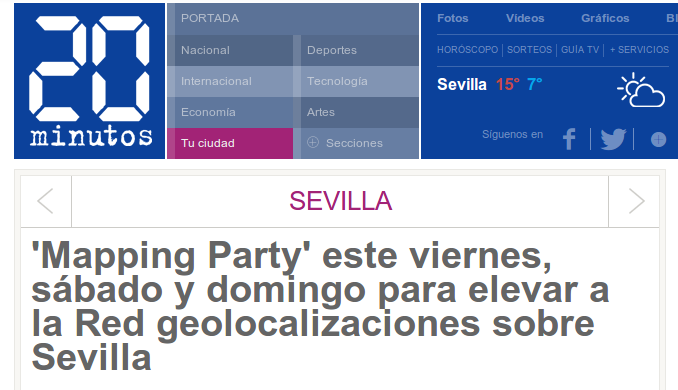 20
minutos
PORTADA
Nacional
Deportes
Internacional
Tecnología
Economía
Artes
Tu ciudad
Secciones
Fotos Vídeos Gráficos Bl
HORÓSCOPO SORTEOS GUÍA TV + SERVICIOS
Sevilla 15° 7°
Síguenos en
SEVILLA
'Mapping Party' este viernes,
sábado y domingo para elevar a
la Red geolocalizaciones sobre
Sevilla